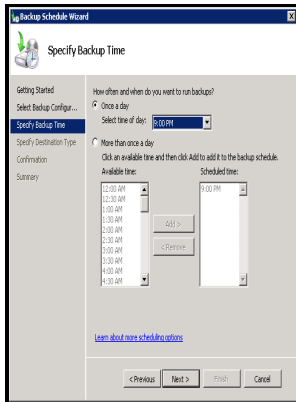 Backup Schedule Wizard
Specify Backup Time
Getting Started
Select Backup Configur...
Specify Backup Time
Specify Destination Type
Confirmation
Summary
How often and when do you want to run backups?
Once a day
Select time of day:
9:00 PM
More than once a day
Click an available time and then click Add to add it to the backup schedule.
Available time:
Scheduled time:
12:00 AM
12:30 AM
1:00 AM
1:30 AM
2:00 AM
2:30 AM
3:00 AM
3:30 AM
4:00 AM
4:30 AM
Add >
< Remove
9:00 PM
Learn about more scheduling options
< Previous
Next >
Finish
Cancel